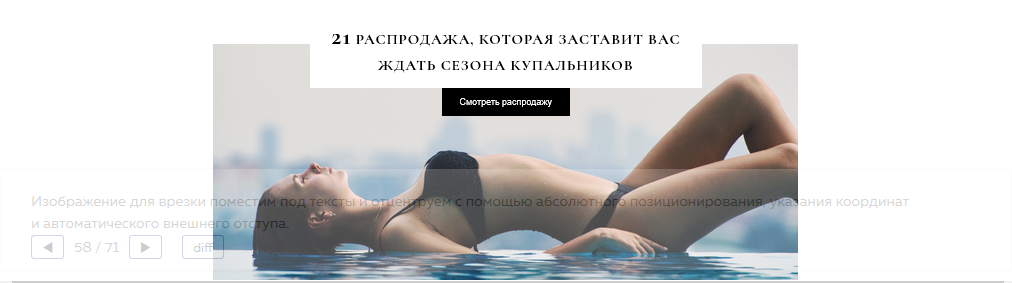 21 РАСПРОДАЖА, КОТОРАЯ ЗАСТАВИТ ВАС
ЖДАТЬ СЕЗОНА КУПАЛЬНИКОВ
Смотреть распродажу
Изображение для врезки поместим под тексты и отцентруем с помощью абсолютного позиционирования, указания координат
и автоматического внешнего отступа.
58 / 71
diff